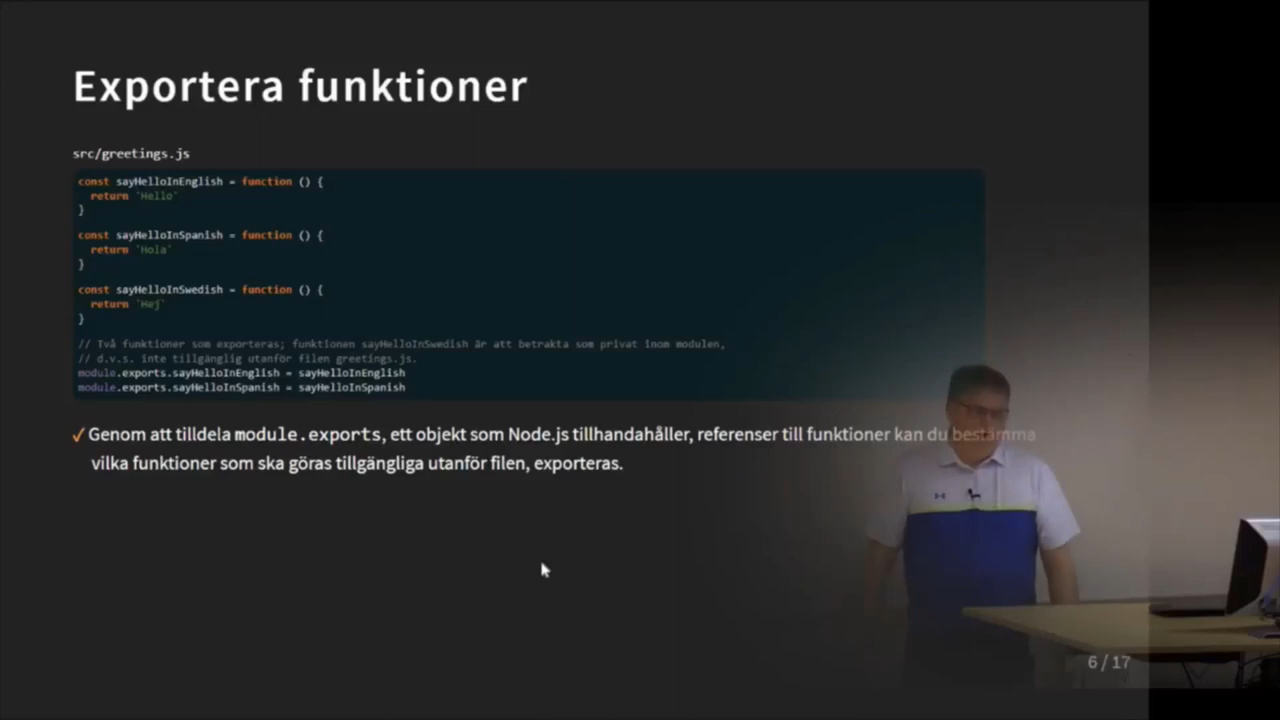 Exportera funktioner
src/greetings.js
const sayHelloInEnglish = function () {
return 'Hello'
}
const sayHelloInSpanish = function () {
return 'Hola'
}
const sayHelloInSwedish = function () {
return 'Hej'
}
// Två funktioner som exporteras; funktionen sayHelloInSwedish är att betrakta som privat inom modulen,
// d.v.s. inte tillgänglig utanför filen greetings.js.
module.exports.sayHelloInEnglish = sayHelloInEnglish
module.exports.sayHelloInSpanish = sayHelloInSpanish
✓ Genom att tilldela module.exports, ett objekt som Node.js tillhandahåller, referenser till funktioner kan du bestämma
vilka funktioner som ska göras tillgängliga utanför filen, exporteras.
6 / 17